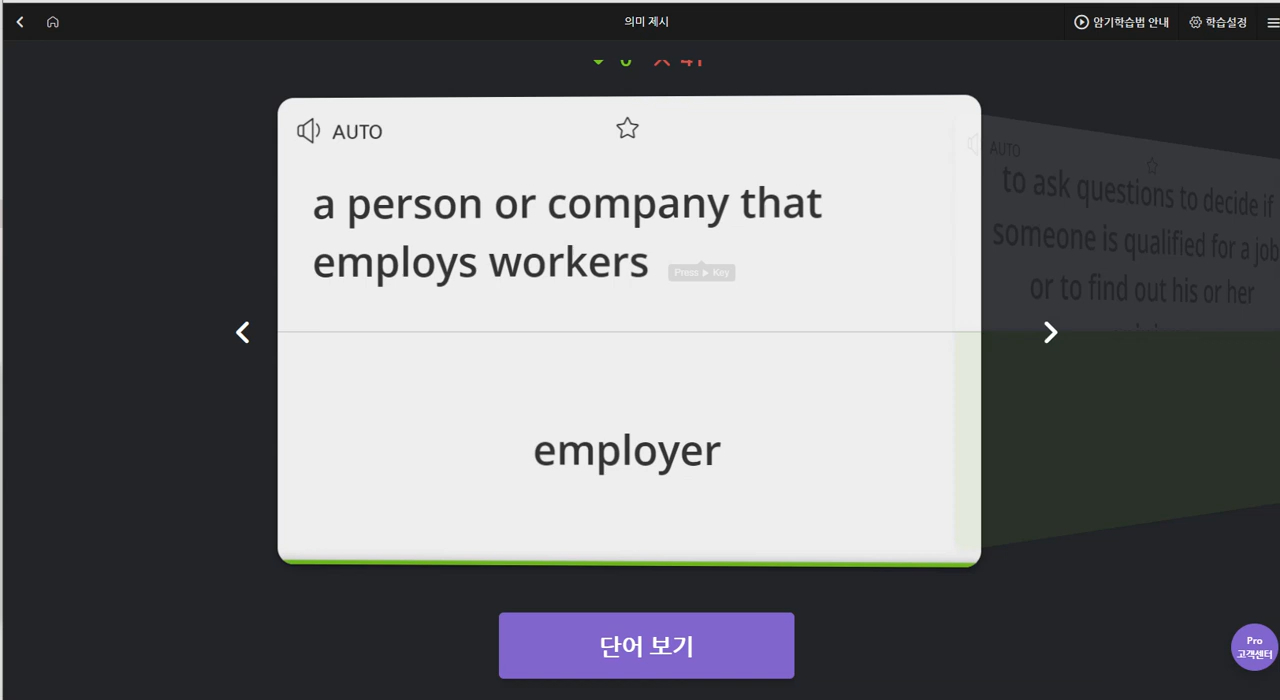 의미 제시
암기학습법 안내
학습설정
AUTO
a person or company that
employs workers
Press ▶ Key
employer
AUTO
to ask questions to decide if
someone is qualified for a job
or to find out his or her
단어 보기
Pro
고객센터